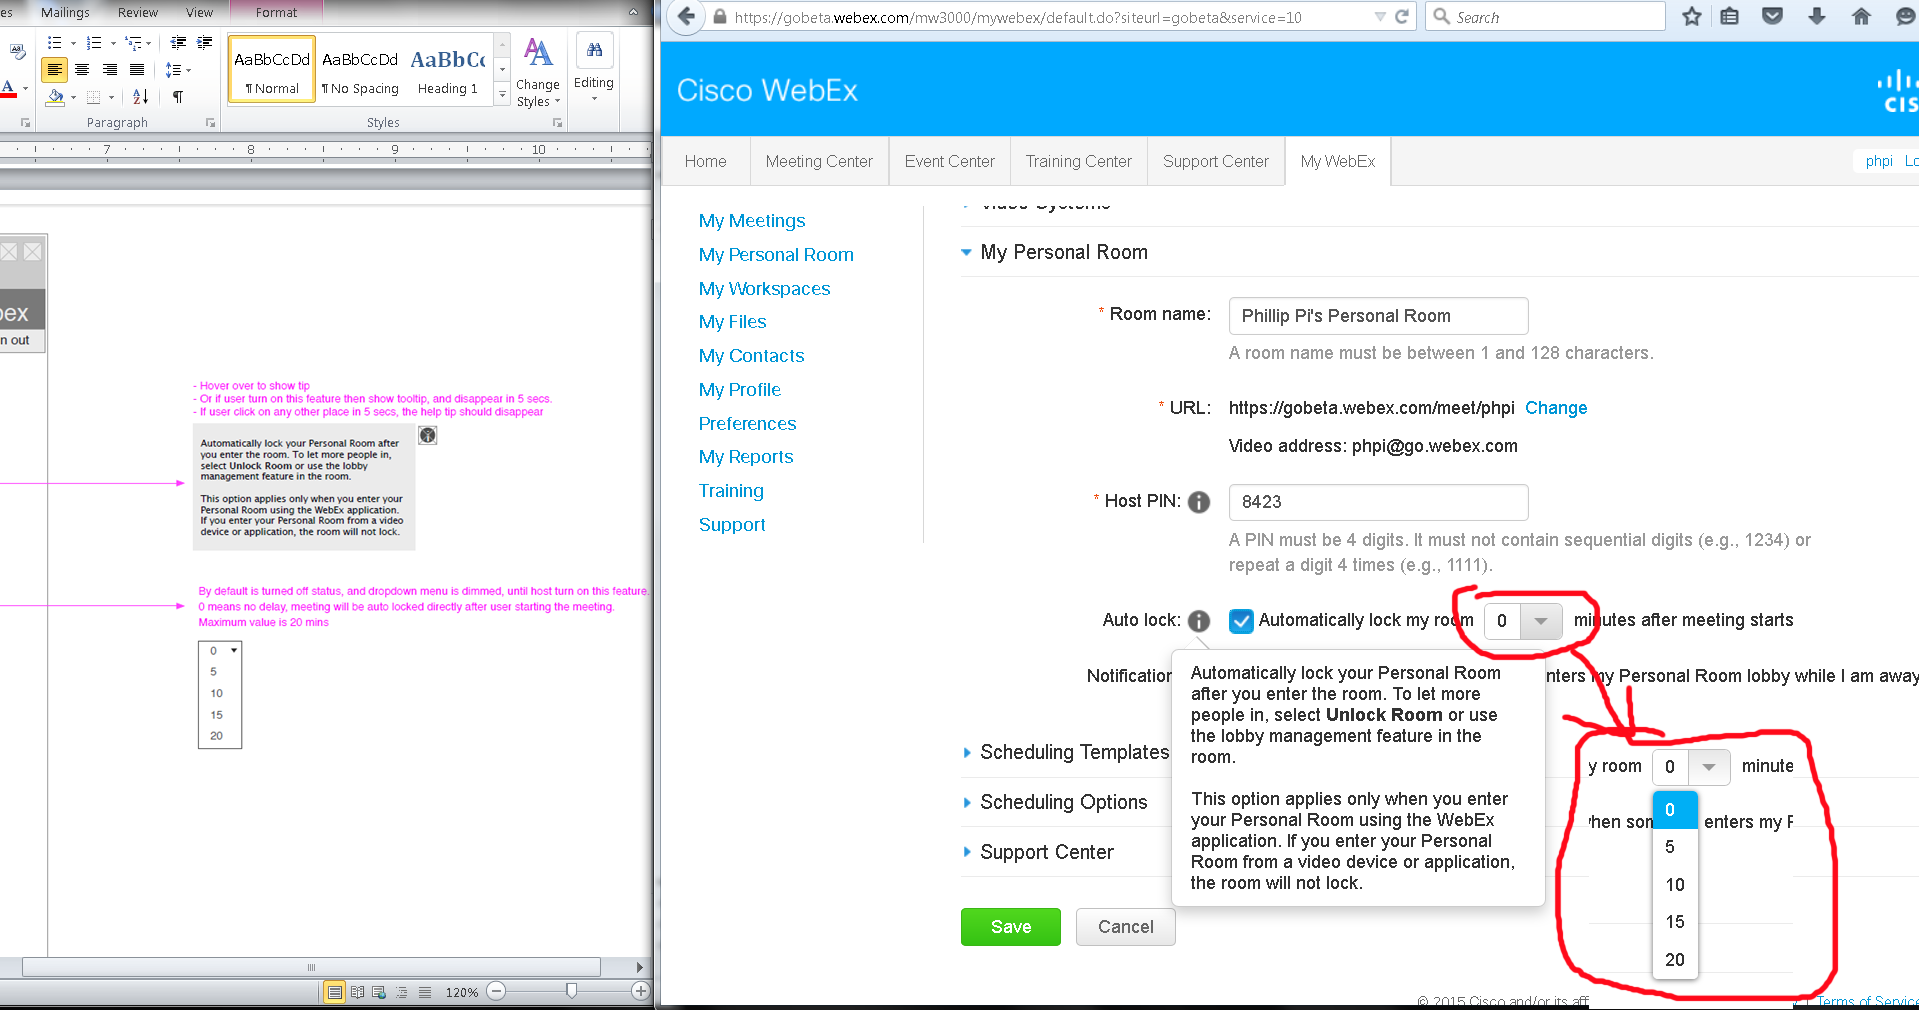 Mailings Review View Format
AaBbCcDd AaBbCcDd AaBbCc
¶ Normal ¶ No Spacing Heading 1
Change
Styles
Editing
Paragraph Styles
7 8 9 10
bex
n out
- Hover over to show tip
- Or if user turn on this feature then show tooltip, and disappear in 5 secs.
- If user click on any other place in 5 secs, the help tip should disappear
Automatically lock your Personal Room after
you enter the room. To let more people in,
select Unlock Room or use the lobby
management feature in the room.
This option applies only when you enter your
Personal Room using the WebEx application.
If you enter your Personal Room from a video
device or application, the room will not lock.
By default is turned off status, and dropdown menu is dimmed, until host turn on this feature.
0 means no delay, meeting will be auto locked directly after user starting the meeting.
Maximum value is 20 mins
0
5
10
15
20
120%
https://gobeta.webex.com/mw3000/mywebex/default.do?siteurl=gobeta&service=10
Search
Cisco WebEx
CIS
Home Meeting Center Event Center Training Center Support Center My WebEx
phpi Lo
My Meetings
My Personal Room
My Workspaces
My Files
My Contacts
My Profile
Preferences
My Reports
Training
Support
Video Systems
My Personal Room
* Room name: Phillip Pi's Personal Room
A room name must be between 1 and 128 characters.
* URL: https://gobeta.webex.com/meet/phpi Change
Video address: phpi@go.webex.com
* Host PIN: 8423
A PIN must be 4 digits. It must not contain sequential digits (e.g., 1234) or
repeat a digit 4 times (e.g., 1111).
Auto lock: Automatically lock my room 0 minutes after meeting starts
Notification nters my Personal Room lobby while I am away
Automatically lock your Personal Room
after you enter the room. To let more
people in, select Unlock Room or use
the lobby management feature in the
room.
This option applies only when you enter
your Personal Room using the WebEx
application. If you enter your Personal
Room from a video device or application,
the room will not lock.
Scheduling Templates
Scheduling Options
Support Center
Save Cancel
y room 0 minute
hen som enters my P
0
5
10
15
20
© 2015 Cisco and/or its aff
Terms of Service